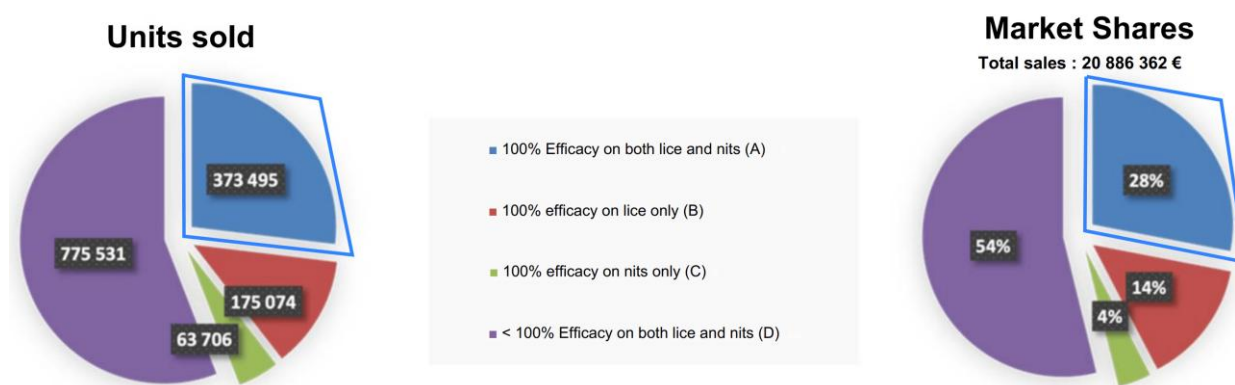 Units sold
373 495
775 531
175 074
63 706
100% Efficacy on both lice and nits (A)
100% efficacy on lice only (B)
100% efficacy on nits only (C)
< 100% Efficacy on both lice and nits (D)
Market Shares
Total sales : 20 886 362 €
28%
54%
14%
4%